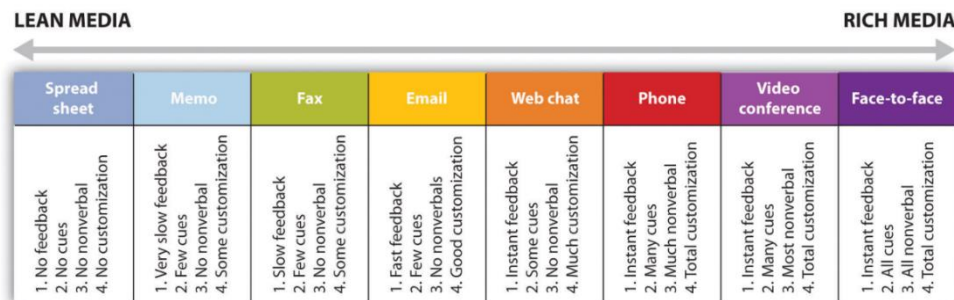 LEAN MEDIA
RICH MEDIA
Spread
sheet
Memo
Fax
Email
Web chat
Phone
Video
conference
Face-to-face
1. No feedback
2. No cues
3. No nonverbal
4. No customization
1. Very slow feedback
2. Few cues
3. No nonverbal
4. Some customization
1. Slow feedback
2. Few cues
3. No nonverbal
4. Some customization
1. Fast feedback
2. Few cues
3. No nonverbals
4. Good customization
1. Instant feedback
2. Some cues
3. No nonverbal
4. Much customization
1. Instant feedback
2. Many cues
3. Much nonverbal
4. Total customization
1. Instant feedback
2. Many cues
3. Most nonverbal
4. Total customization
1. Instant feedback
2. All cues
3. All nonverbal
4. Total customization